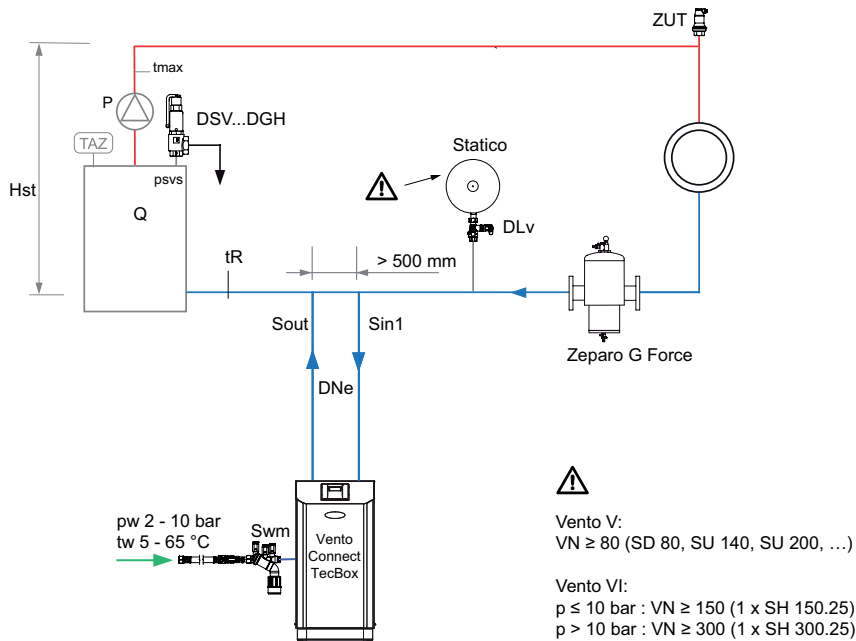 ZUT
tmax
P
DSV...DGH
TAZ
psvs
Statico
Hst
Q
DLv
tR
> 500 mm
Sout
Sin1
Zeparo G Force
DNe
pw 2 - 10 bar
tw 5 - 65 °C
Swm
Vento
Connect
TecBox
Vento V:
VN ≥ 80 (SD 80, SU 140, SU 200, …)
Vento VI:
p ≤ 10 bar : VN ≥ 150 (1 x SH 150.25)
p > 10 bar : VN ≥ 300 (1 x SH 300.25)